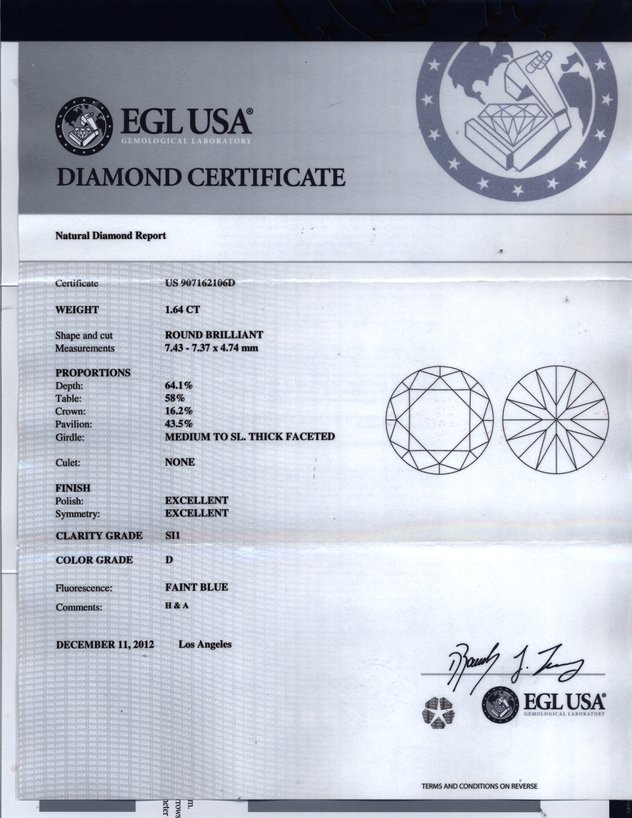 EGL USA®
GEMOLOGICAL LABORATORY
DIAMOND CERTIFICATE
Natural Diamond Report
Certificate US 907162106D
WEIGHT 1.64 CT
Shape and cut ROUND BRILLIANT
Measurements 7.43 - 7.37 x 4.74 mm
PROPORTIONS
Depth: 64.1%
Table: 58%
Crown: 16.2%
Pavilion: 43.5%
Girdle: MEDIUM TO SL. THICK FACETED
Culet: NONE
FINISH
Polish: EXCELLENT
Symmetry: EXCELLENT
CLARITY GRADE SI1
COLOR GRADE D
Fluorescence: FAINT BLUE
Comments: H & A
DECEMBER 11, 2012 Los Angeles
EGL USA®
GEMOLOGICAL LABORATORY
TERMS AND CONDITIONS ON REVERSE